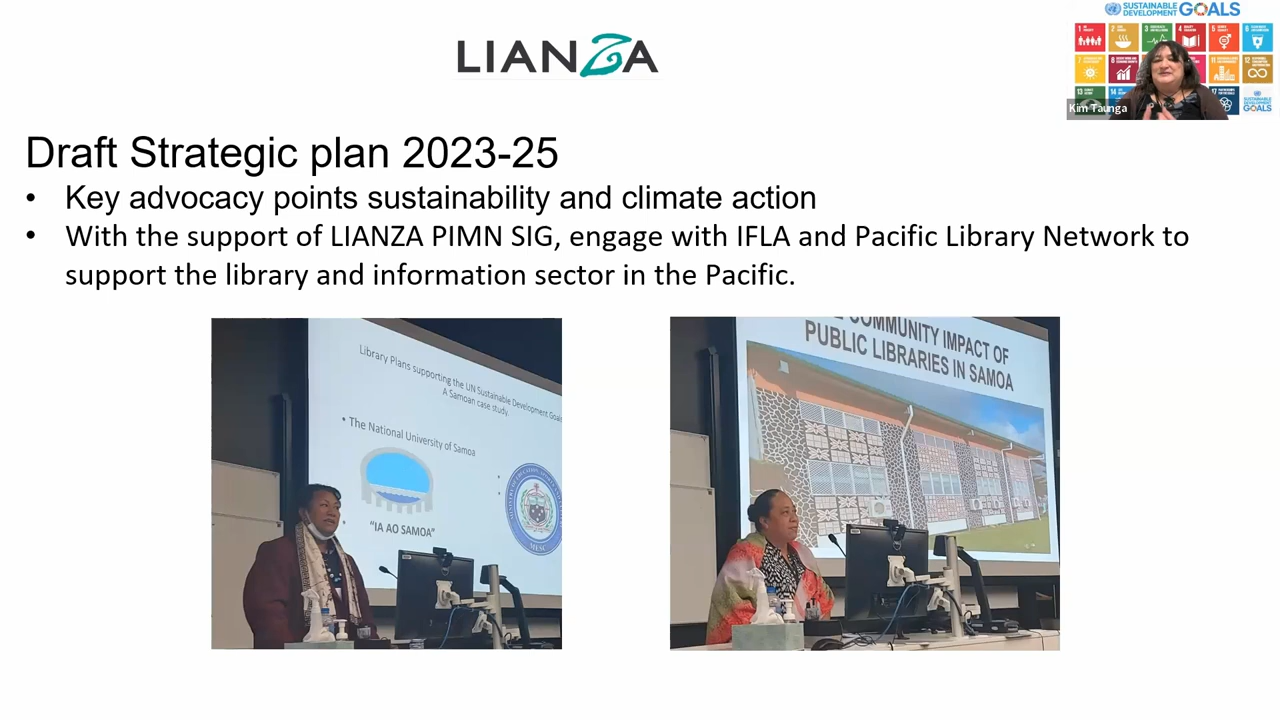 SUSTAINABLE
DEVELOPMENT GOALS
LIANZA
Kim Taunga
Draft Strategic plan 2023-25
• Key advocacy points sustainability and climate action
• With the support of LIANZA PIMN SIG, engage with IFLA and Pacific Library Network to
support the library and information sector in the Pacific.
Library Plans supporting the UN Sustainable Development Goals
A Samoan case study.
• The National University of Samoa
"IA AO SAMOA"
MESC
COMMUNITY IMPACT OF
PUBLIC LIBRARIES IN SAMOA